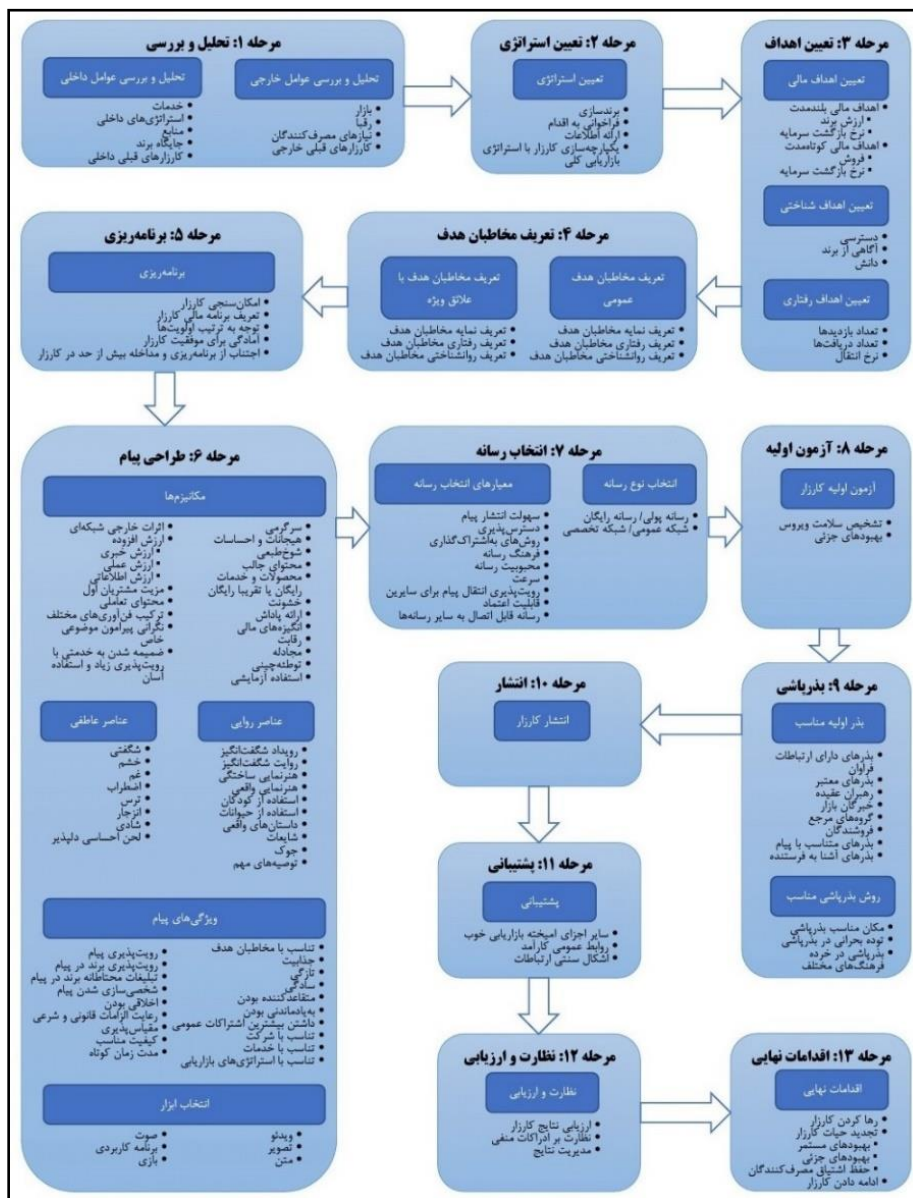 مرحله ۱: تحلیل و بررسی
تحلیل و بررسی عوامل خارجی
• بازار
• رقبا
• نیازهای مصرف‌کنندگان
• کارزارهای قبلی خارجی
تحلیل و بررسی عوامل داخلی
• خدمات
• استراتژی‌های داخلی
• منابع
• جایگاه برند
• کارزارهای قبلی داخلی
مرحله ۲: تعیین استراتژی
تعیین استراتژی
• برندسازی
• فراخوانی به اقدام
• ارائه اطلاعات
• یکپارچه‌سازی کارزار با استراتژی
بازاریابی کلی
مرحله ۳: تعیین اهداف
تعیین اهداف مالی
• اهداف مالی بلندمدت
• ارزش برند
• نرخ بازگشت سرمایه
• اهداف مالی کوتاه‌مدت
• فروش
• نرخ بازگشت سرمایه
تعیین اهداف شناختی
• دسترسی
• آگاهی از برند
• دانش
تعیین اهداف رفتاری
• تعداد بازدیدها
• تعداد دریافت‌ها
• نرخ انتقال
مرحله ۴: تعریف مخاطبان هدف
تعریف مخاطبان هدف
عمومی
• تعریف نمایه مخاطبان هدف
• تعریف رفتاری مخاطبان هدف
• تعریف روانشناختی مخاطبان هدف
تعریف مخاطبان هدف با
علائق ویژه
• تعریف نمایه مخاطبان هدف
• تعریف رفتاری مخاطبان هدف
• تعریف روانشناختی مخاطبان هدف
مرحله ۵: برنامه‌ریزی
برنامه‌ریزی
• امکان‌سنجی کارزار
• تعریف برنامه مالی کارزار
• توجه به ترتیب اولویت‌ها
• آمادگی برای موفقیت کارزار
• اجتناب از برنامه‌ریزی و مداخله بیش از حد در کارزار
مرحله ۶: طراحی پیام
مکانیزم‌ها
• سرگرمی
• هیجانات و احساسات
• شوخ‌طبعی
• محتوای جالب
• محصولات و خدمات
رایگان یا تقریبا رایگان
• خشونت
• ارائه پاداش
• انگیزه‌های مالی
• رقابت
• مجادله
• توطئه‌چینی
• استفاده آزمایشی
• اثرات خارجی شبکه‌ای
• ارزش افزوده
• ارزش خبری
• ارزش عملی
• ارزش اطلاعاتی
• مزیت مشتریان اول
• محتوای تعاملی
• ترکیب فن‌آوری‌های مختلف
• نگرانی پیرامون موضوعی
خاص
• ضمیمه شدن به خدمتی با
رویت‌پذیری زیاد و استفاده
آسان
عناصر روایی
• رویداد شگفت‌انگیز
• روایت شگفت‌انگیز
• هنرنمایی ساختگی
• هنرنمایی واقعی
• استفاده از کودکان
• استفاده از حیوانات
• داستان‌های واقعی
• شایعات
• جوک
• توصیه‌های مهم
عناصر عاطفی
• شگفتی
• خشم
• غم
• اضطراب
• ترس
• انزجار
• شادی
• لحن احساسی دلپذیر
ویژگی‌های پیام
• تناسب با مخاطبان هدف
• جذابیت
• تازگی
• سادگی
• متقاعدکننده بودن
• به‌یادماندنی بودن
• داشتن بیشترین اشتراکات عمومی
• تناسب با شرکت
• تناسب با خدمات
• تناسب با استراتژی‌های بازاریابی
• رویت‌پذیری پیام
• رویت‌پذیری برند در پیام
• تبلیغات محتاطانه برند در پیام
• شخصی‌سازی شدن پیام
• اخلاقی بودن
• رعایت الزامات قانونی و شرعی
• مقیاس‌پذیری
• کیفیت مناسب
• مدت زمان کوتاه
انتخاب ابزار
• ویدئو
• تصویر
• متن
• صوت
• برنامه کاربردی
• بازی
مرحله ۷: انتخاب رسانه
انتخاب نوع رسانه
• رسانه پولی/ رسانه رایگان
• شبکه عمومی/ شبکه تخصصی
معیارهای انتخاب رسانه
• سهولت انتشار پیام
• دسترس‌پذیری
• روش‌های به‌اشتراک‌گذاری
• فرهنگ رسانه
• محبوبیت رسانه
• سرعت
• رویت‌پذیری انتقال پیام برای سایرین
• قابلیت اعتماد
• رسانه قابل اتصال به سایر رسانه‌ها
مرحله ۸: آزمون اولیه
آزمون اولیه کارزار
• تشخیص سلامت ویروس
• بهبودهای جزئی
مرحله ۹: بذرپاشی
بذر اولیه مناسب
• بذرهای دارای ارتباطات
فراوان
• بذرهای معتبر
• رهبران عقیده
• خبرگان بازار
• گروه‌های مرجع
• فروشندگان
• بذرهای متناسب با پیام
• بذرهای آشنا به فرستنده
روش بذرپاشی مناسب
• مکان مناسب بذرپاشی
• توده بحرانی در بذرپاشی
• بذرپاشی در خرده
فرهنگ‌های مختلف
مرحله ۱۰: انتشار
انتشار کارزار
مرحله ۱۱: پشتیبانی
پشتیبانی
• سایر اجزای آمیخته بازاریابی خوب
• روابط عمومی کارآمد
• اشکال سنتی ارتباطات
مرحله ۱۲: نظارت و ارزیابی
نظارت و ارزیابی
• ارزیابی نتایج کارزار
• نظارت بر ادراکات منفی
• مدیریت نتایج
مرحله ۱۳: اقدامات نهایی
اقدامات نهایی
• رها کردن کارزار
• تجدید حیات کارزار
• بهبودهای مستمر
• بهبودهای جزئی
• حفظ اشتیاق مصرف‌کنندگان
• ادامه دادن کارزار